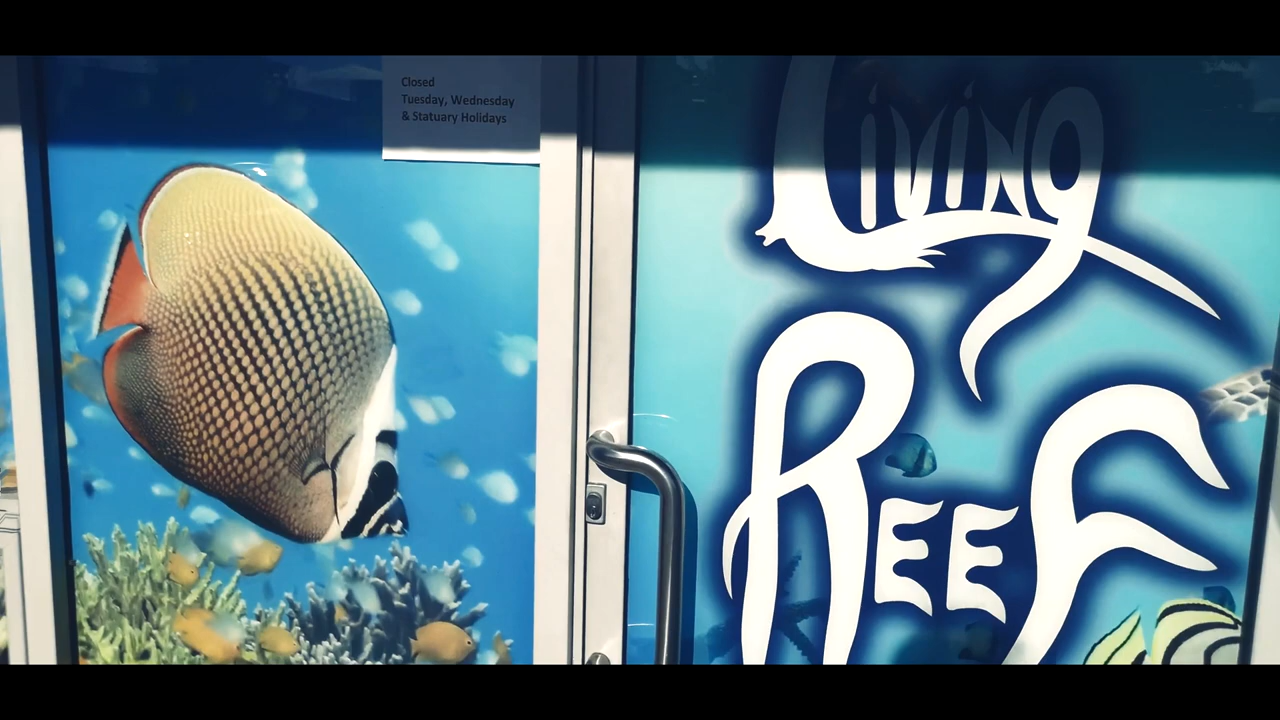 Closed
Tuesday, Wednesday
& Statuary Holidays
Living
Reef